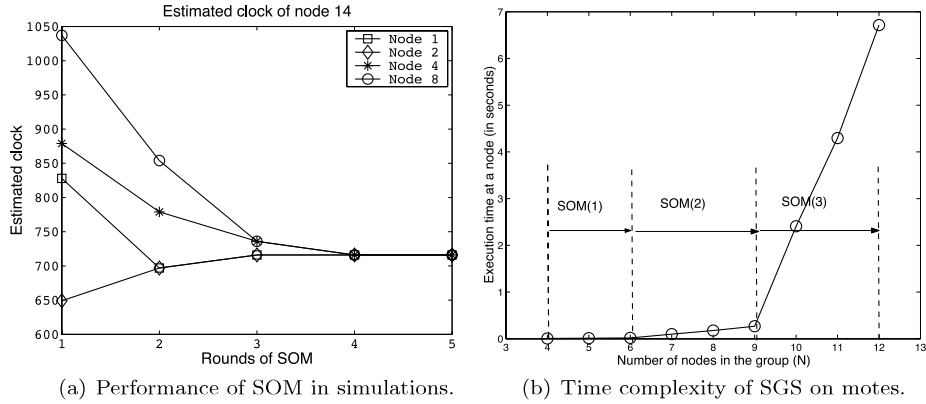 Estimated clock of node 14
1050
1000
950
900
850
800
750
700
650
600
Estimated clock
Node 1
Node 2
Node 4
Node 8
1
2
3
4
5
Rounds of SOM
(a) Performance of SOM in simulations.
7
6
5
4
3
2
1
0
Execution time at a node (in seconds)
SOM(1)
SOM(2)
SOM(3)
3
4
5
6
7
8
9
10
11
12
13
Number of nodes in the group (N)
(b) Time complexity of SGS on motes.